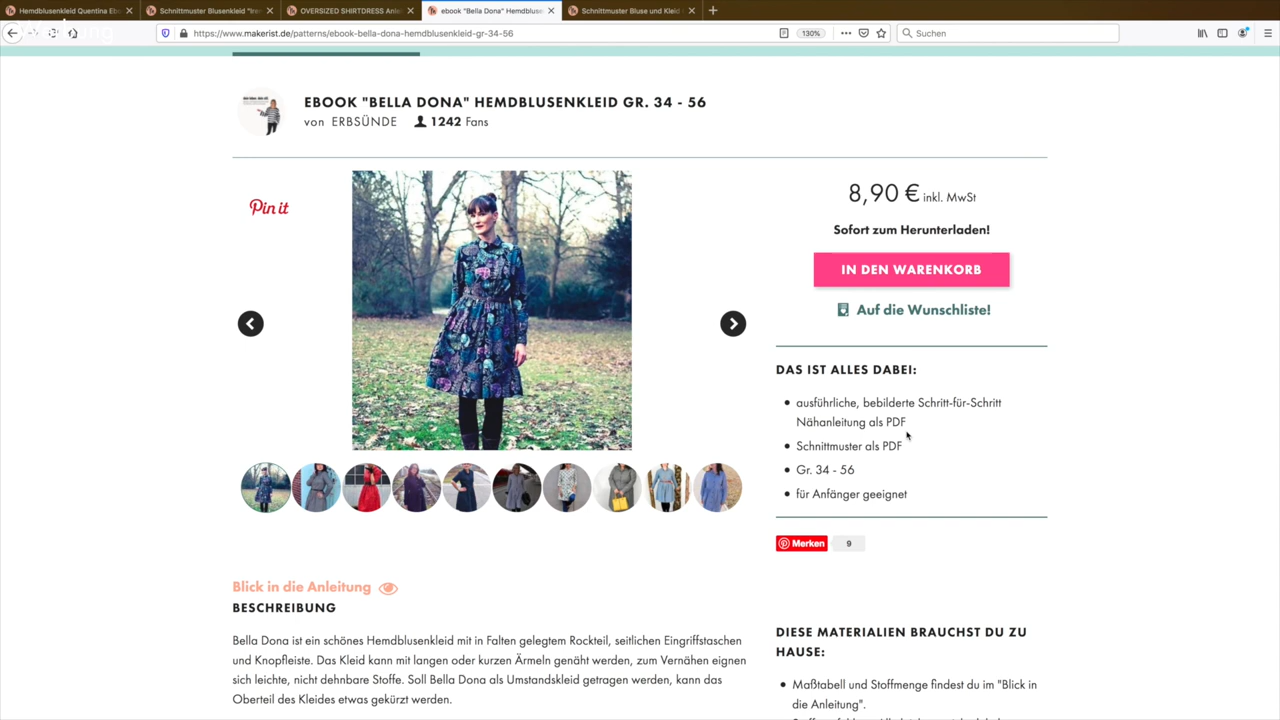 Hemdblusenkleid Quentina Ebo
Schnittmuster Blusenkleid "Iren
OVERSIZED SHIRTDRESS Anlei
ebook "Bella Dona" Hemdbluse
Schnittmuster Bluse und Kleid
https://www.makerist.de/patterns/ebook-bella-dona-hemdblusenkleid-gr-34-56
130%
Suchen
EBOOK "BELLA DONA" HEMDBLUSENKLEID GR. 34 - 56
von ERBSÜNDE 1242 Fans
Pin it
8,90 € inkl. MwSt
Sofort zum Herunterladen!
IN DEN WARENKORB
Auf die Wunschliste!
DAS IST ALLES DABEI:
ausführliche, bebilderte Schritt-für-Schritt
Nähanleitung als PDF
Schnittmuster als PDF
Gr. 34 - 56
für Anfänger geeignet
Merken 9
Blick in die Anleitung
BESCHREIBUNG
Bella Dona ist ein schönes Hemdblusenkleid mit in Falten gelegtem Rockteil, seitlichen Eingriffstaschen
und Knopfleiste. Das Kleid kann mit langen oder kurzen Ärmeln genäht werden, zum Vernähen eignen
sich leichte, nicht dehnbare Stoffe. Soll Bella Dona als Umstandskleid getragen werden, kann das
Oberteil des Kleides etwas gekürzt werden.
DIESE MATERIALIEN BRAUCHST DU ZU
HAUSE:
Maßtabell und Stoffmenge findest du im "Blick in
die Anleitung".